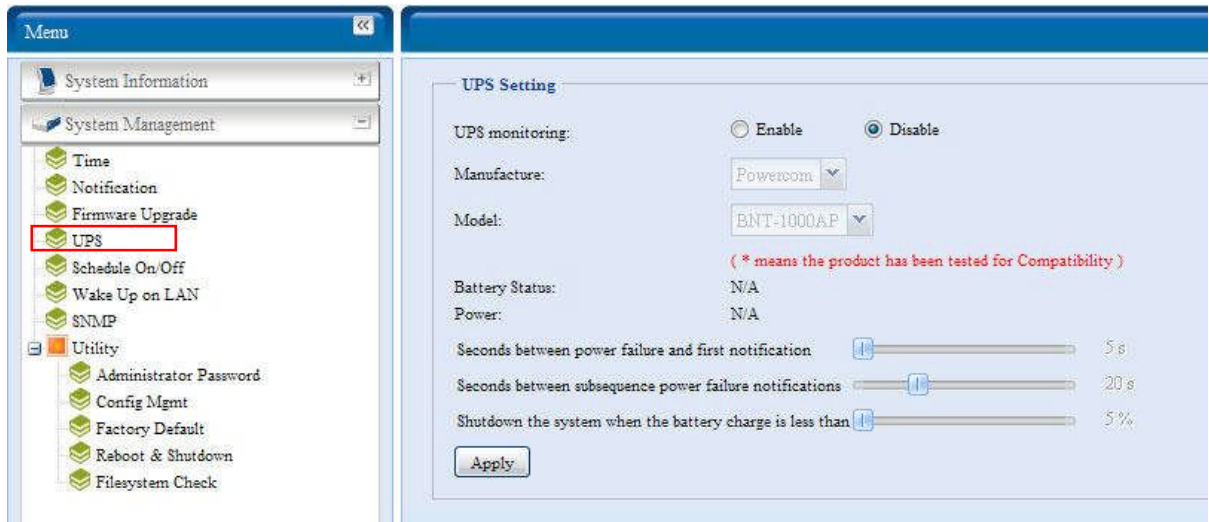 Menu
System Information
System Management
Time
Notification
Firmware Upgrade
UPS
Schedule On/Off
Wake Up on LAN
SNMP
Utility
Administrator Password
Config Mgmt
Factory Default
Reboot & Shutdown
Filesystem Check
UPS Setting
UPS monitoring: Enable Disable
Manufacture: Powercom
Model: BNT-1000AP
( * means the product has been tested for Compatibility )
Battery Status: N/A
Power: N/A
Seconds between power failure and first notification 5 s
Seconds between subsequence power failure notifications 20 s
Shutdown the system when the battery charge is less than 5 %
Apply